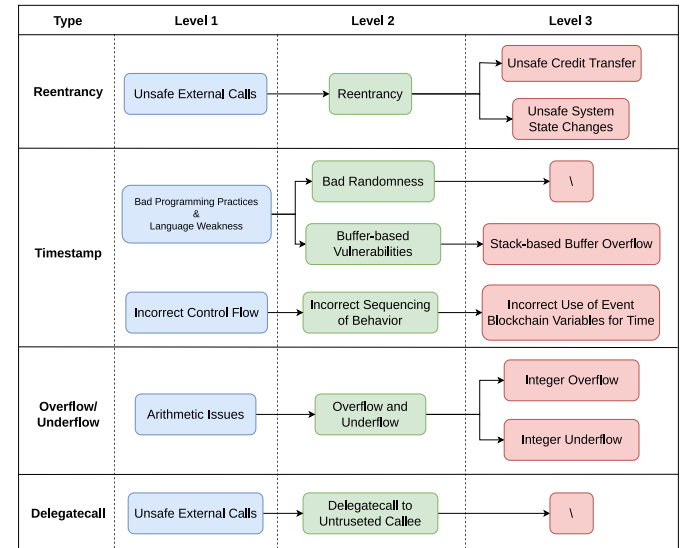 Type
Level 1
Level 2
Level 3
Reentrancy
Unsafe External Calls
Reentrancy
Unsafe Credit Transfer
Unsafe System
State Changes
Timestamp
Bad Programming Practices
&
Language Weakness
Bad Randomness
\
Buffer-based
Vulnerabilities
Stack-based Buffer Overflow
Incorrect Control Flow
Incorrect Sequencing
of Behavior
Incorrect Use of Event
Blockchain Variables for Time
Overflow/
Underflow
Arithmetic Issues
Overflow and
Underflow
Integer Overflow
Integer Underflow
Delegatecall
Unsafe External Calls
Delegatecall to
Untruseted Callee
\